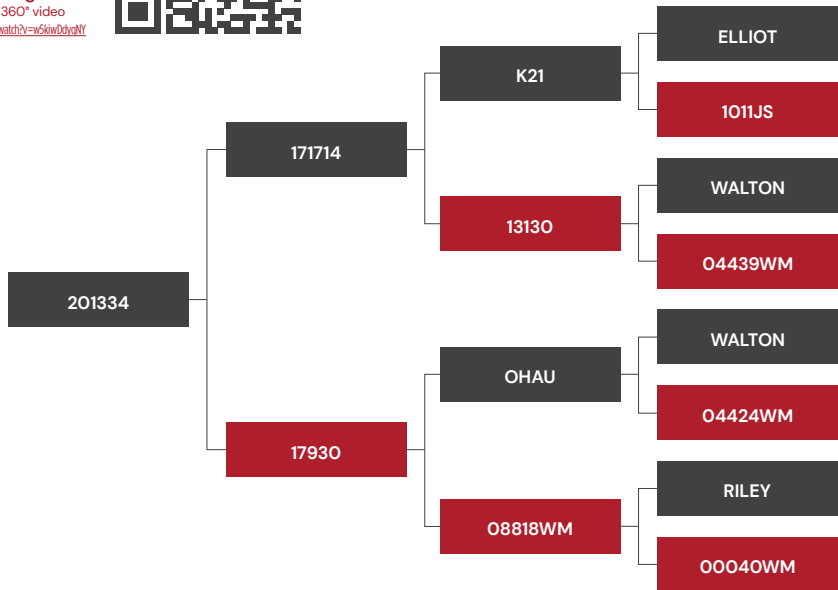 360° video
watch?v=w5kiwDdyqNY
ELLIOT
K21
1011JS
171714
WALTON
13130
04439WM
201334
WALTON
OHAU
04424WM
17930
RILEY
08818WM
00040WM